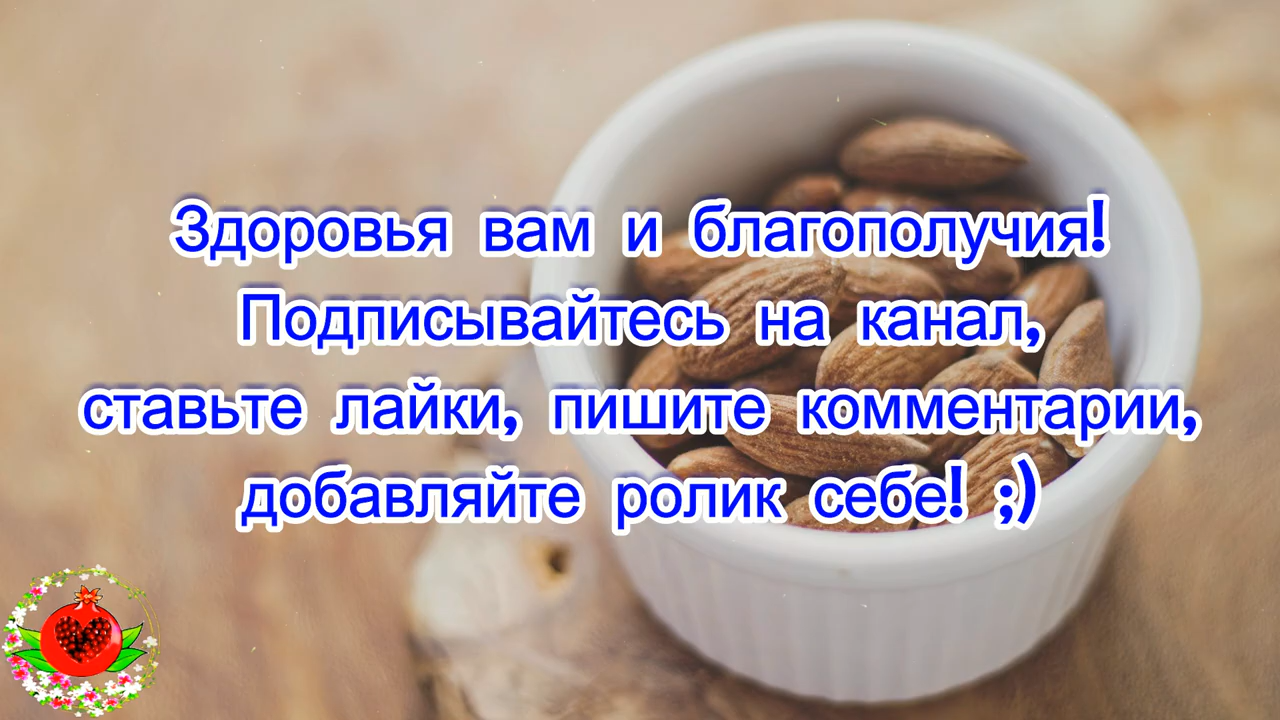 Здоровья вам и благополучия!
Подписывайтесь на канал,
ставьте лайки, пишите комментарии,
добавляйте ролик себе! ;)